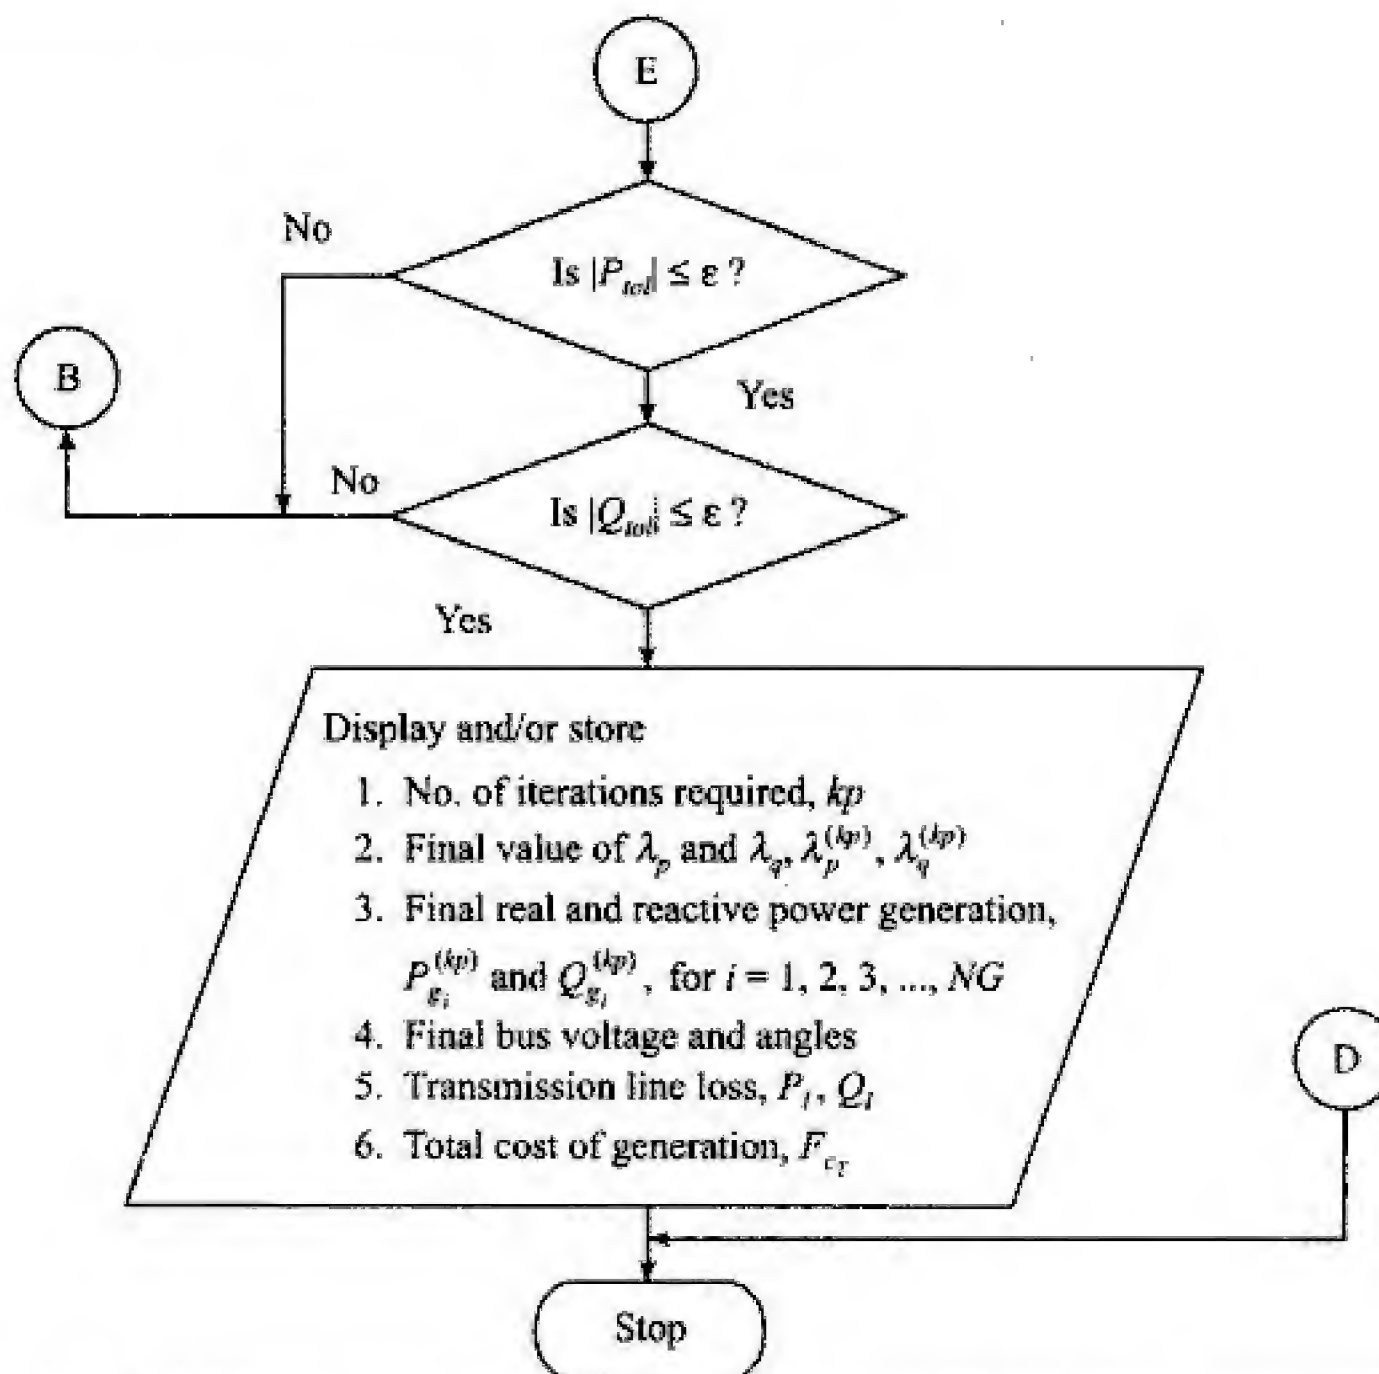 E
No
Is |P_tol| ≤ ε ?
B
Yes
No
Is |Q_tol| ≤ ε ?
Yes
Display and/or store
1. No. of iterations required, kp
2. Final value of λ_p and λ_q, λ_p^(kp), λ_q^(kp)
3. Final real and reactive power generation,
P_g_i^(kp) and Q_g_i^(kp), for i = 1, 2, 3, ..., NG
4. Final bus voltage and angles
5. Transmission line loss, P_l, Q_l
6. Total cost of generation, F_c_T
D
Stop